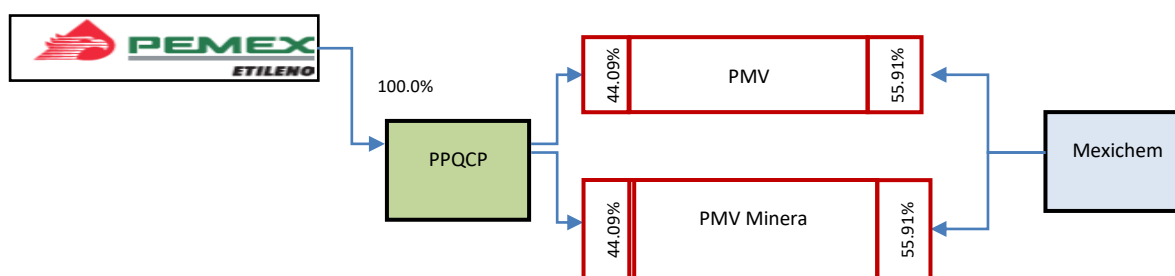 PEMEX
ETILENO
100.0%
PPQCP
44.09%
PMV
55.91%
44.09%
PMV Minera
55.91%
Mexichem